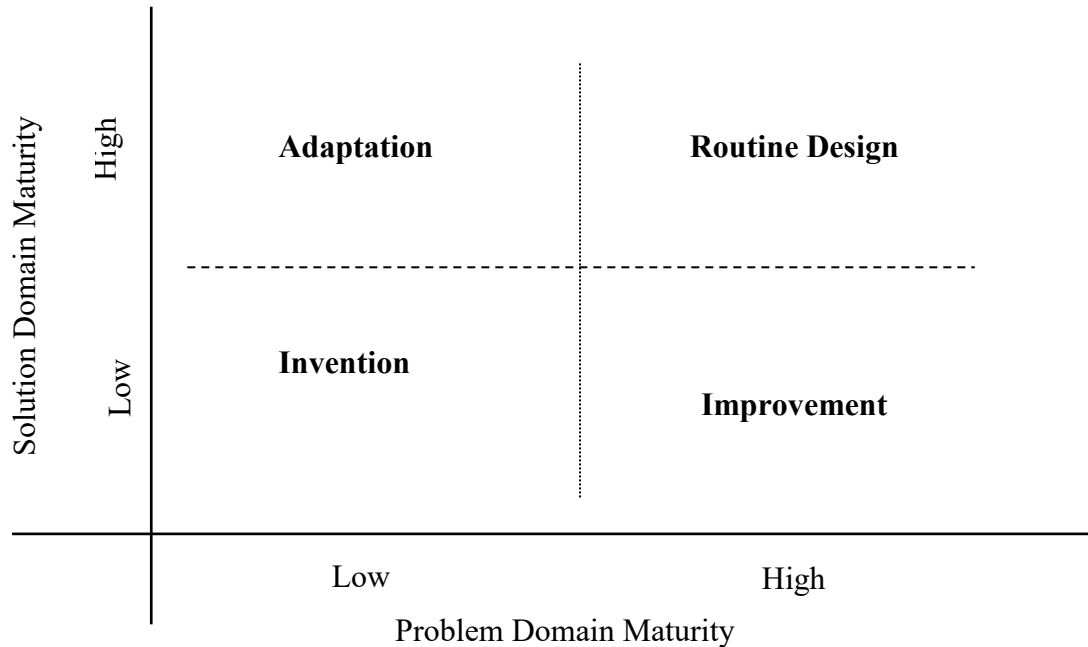 Solution Domain Maturity
High
Low
Adaptation
Routine Design
Invention
Improvement
Low
High
Problem Domain Maturity